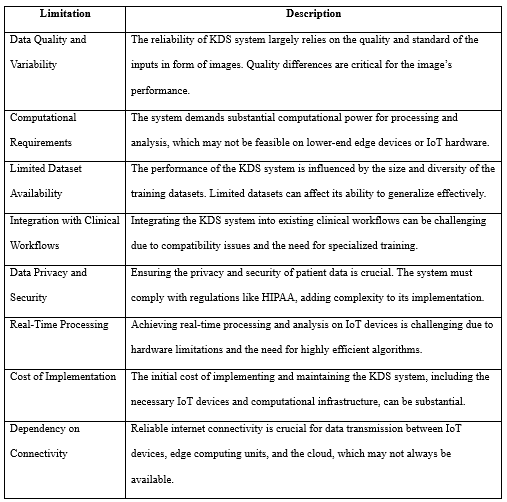 Limitation
Description
Data Quality and
Variability
The reliability of KDS system largely relies on the quality and standard of the
inputs in form of images. Quality differences are critical for the image's
performance.
Computational
Requirements
The system demands substantial computational power for processing and
analysis, which may not be feasible on lower-end edge devices or IoT hardware.
Limited Dataset
Availability
The performance of the KDS system is influenced by the size and diversity of the
training datasets. Limited datasets can affect its ability to generalize effectively.
Integration with Clinical
Workflows
Integrating the KDS system into existing clinical workflows can be challenging
due to compatibility issues and the need for specialized training.
Data Privacy and
Security
Ensuring the privacy and security of patient data is crucial. The system must
comply with regulations like HIPAA, adding complexity to its implementation.
Real-Time Processing
Achieving real-time processing and analysis on IoT devices is challenging due to
hardware limitations and the need for highly efficient algorithms.
Cost of Implementation
The initial cost of implementing and maintaining the KDS system, including the
necessary IoT devices and computational infrastructure, can be substantial.
Dependency on
Connectivity
Reliable internet connectivity is crucial for data transmission between IoT
devices, edge computing units, and the cloud, which may not always be
available.